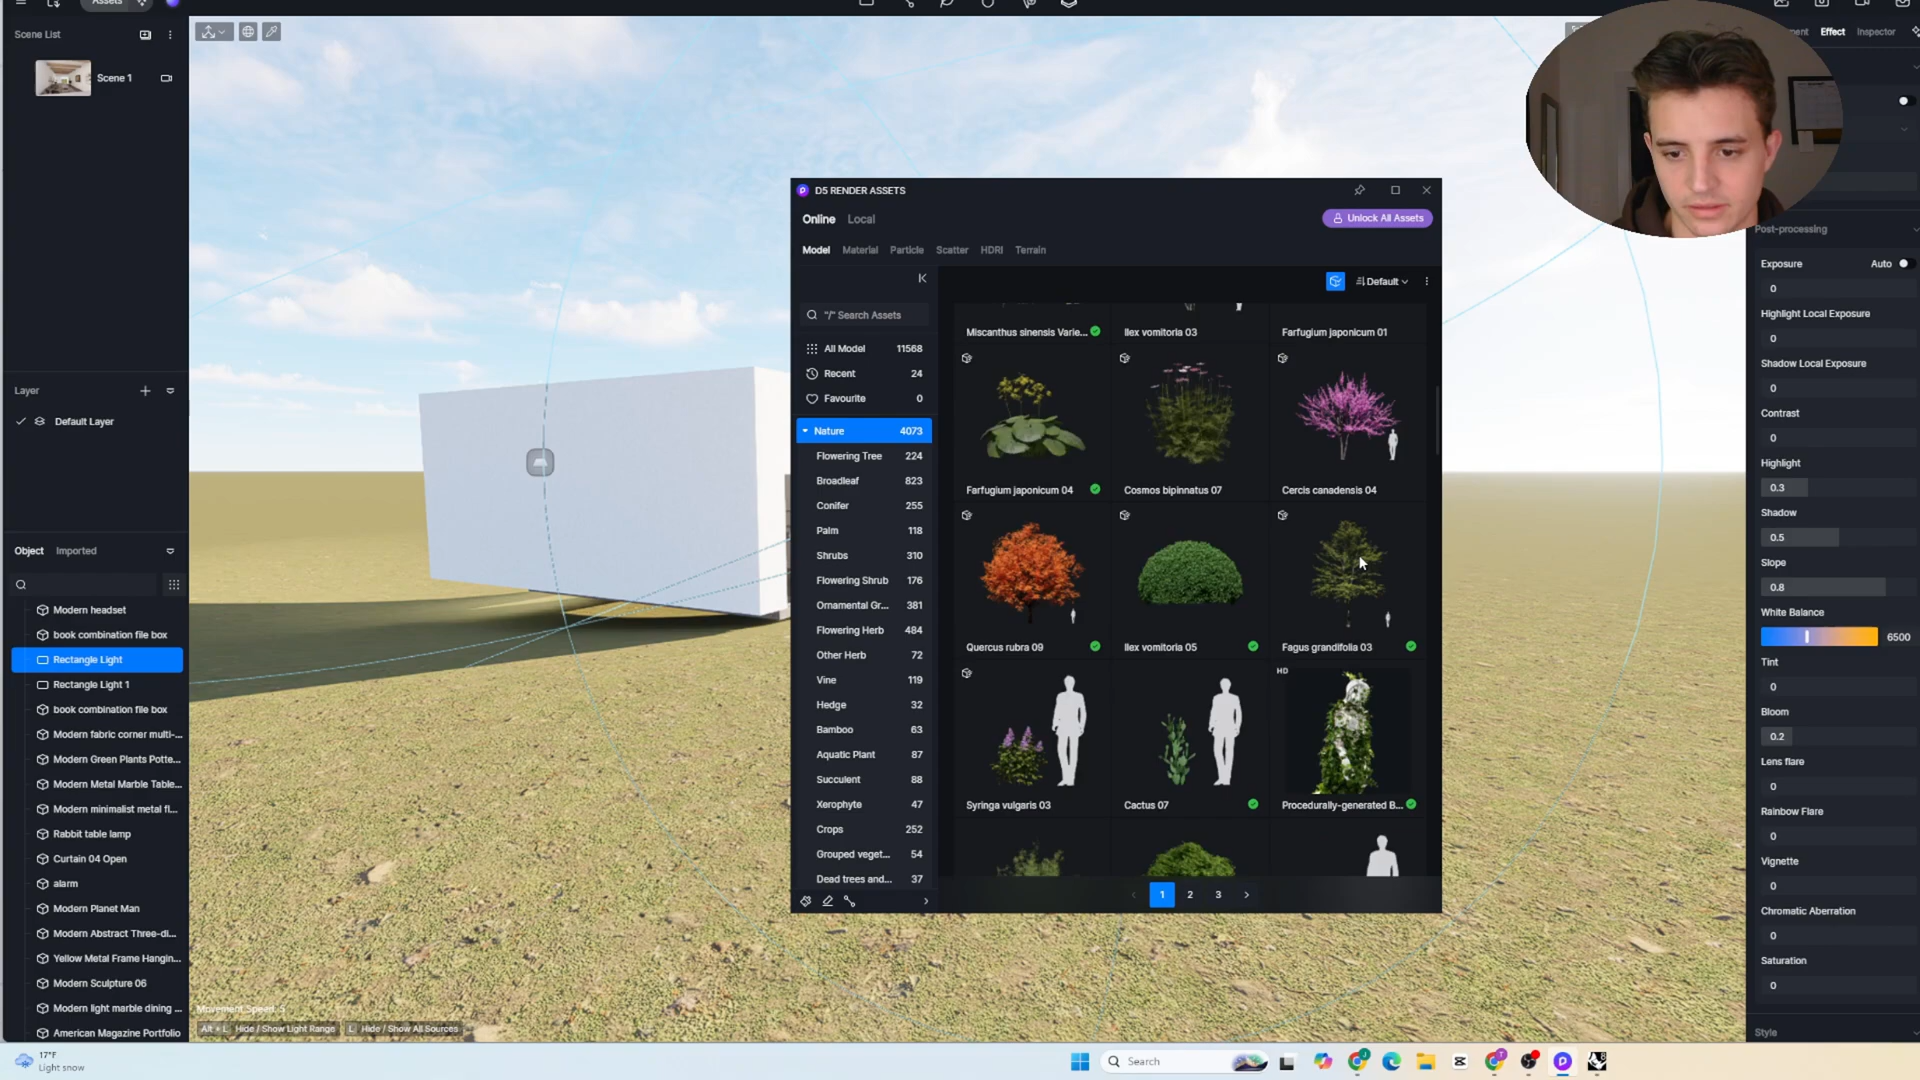 Assets
Scene List
Scene 1
Layer
Default Layer
Object
Imported
Modern headset
book combination file box
Rectangle Light
Rectangle Light 1
book combination file box
Modern fabric corner multi-...
Modern Green Plants Potte...
Modern Metal Marble Table...
Modern minimalist metal fl...
Rabbit table lamp
Curtain 04 Open
alarm
Modern Planet Man
Modern Abstract Three-di...
Yellow Metal Frame Hangin...
Modern Sculpture 06
Modern light marble dining ...
American Magazine Portfolio
Movement Speed: 5
Alt + L Hide / Show Light Range L Hide / Show All Sources
D5 RENDER ASSETS
Online Local
Unlock All Assets
Model Material Particle Scatter HDRI Terrain
Default
"/" Search Assets
All Model 11568
Recent 24
Favourite 0
Nature 4073
Flowering Tree 224
Broadleaf 823
Conifer 255
Palm 118
Shrubs 310
Flowering Shrub 176
Ornamental Gr... 381
Flowering Herb 484
Other Herb 72
Vine 119
Hedge 32
Bamboo 63
Aquatic Plant 87
Succulent 88
Xerophyte 47
Crops 252
Grouped veget... 54
Dead trees and... 37
Miscanthus sinensis Varie...
Ilex vomitoria 03
Farfugium japonicum 01
Farfugium japonicum 04
Cosmos bipinnatus 07
Cercis canadensis 04
Quercus rubra 09
Ilex vomitoria 05
Fagus grandifolia 03
HD
Syringa vulgaris 03
Cactus 07
Procedurally-generated B...
1 2 3
Effect
Inspector
Post-processing
Exposure Auto
0
Highlight Local Exposure
0
Shadow Local Exposure
0
Contrast
0
Highlight
0.3
Shadow
0.5
Slope
0.8
White Balance
6500
Tint
0
Bloom
0.2
Lens flare
0
Rainbow Flare
0
Vignette
0
Chromatic Aberration
0
Saturation
0
Style
17°F
Light snow
Search